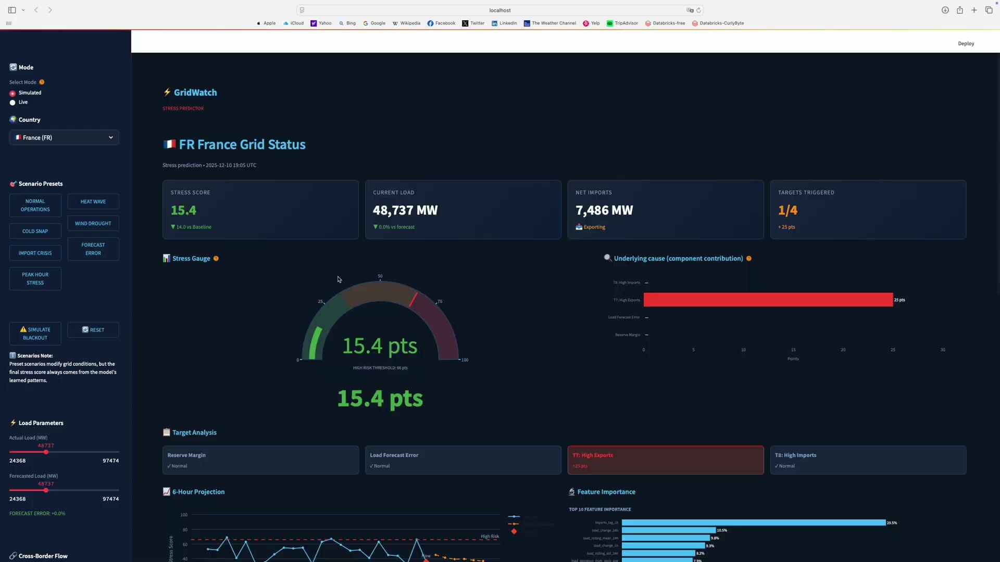 localhost
Apple
iCloud
Yahoo
Bing
Google
Wikipedia
Facebook
Twitter
LinkedIn
The Weather Channel
Yelp
TripAdvisor
Databricks-free
Databricks-CurlyByte
Deploy
Mode
Select Mode
Simulated
Live
Country
France (FR)
Scenario Presets
NORMAL
OPERATIONS
HEAT WAVE
COLD SNAP
WIND DROUGHT
IMPORT CRISIS
FORECAST
ERROR
PEAK HOUR
STRESS
SIMULATE
BLACKOUT
RESET
Scenarios Note:
Preset scenarios modify grid conditions, but the
final stress score always comes from the model's
learned patterns.
Load Parameters
Actual Load (MW)
48737
24368 97474
Forecasted Load (MW)
48737
24368 97474
FORECAST ERROR: +0.0%
Cross-Border Flow
GridWatch
STRESS PREDICTOR
FR France Grid Status
Stress prediction • 2025-12-10 19:05 UTC
STRESS SCORE
15.4
▼ 14.0 vs Baseline
CURRENT LOAD
48,737 MW
▼ 0.0% vs forecast
NET IMPORTS
7,486 MW
Exporting
TARGETS TRIGGERED
1/4
+ 25 pts
Stress Gauge
0
25
50
75
100
15.4 pts
HIGH RISK THRESHOLD: 66 pts
15.4 pts
Underlying cause (component contribution)
T8: High Imports –
T7: High Exports 25 pts
Load Forecast Error –
Reserve Margin –
0 5 10 15 20 25 30
Points
Target Analysis
Reserve Margin
✓ Normal
Load Forecast Error
✓ Normal
T7: High Exports
+25 pts
T8: High Imports
✓ Normal
6-Hour Projection
100
80
60
40
Stress Score
High Risk
Now
Feature Importance
TOP 10 FEATURE IMPORTANCE
imports_lag_1h 29.5%
load_change_24h 10.5%
load_rolling_mean_24h 9.8%
load_change_1h 9.3%
load_rolling_std_24h 8.2%
load_deviation_from_daily_avg 7.9%